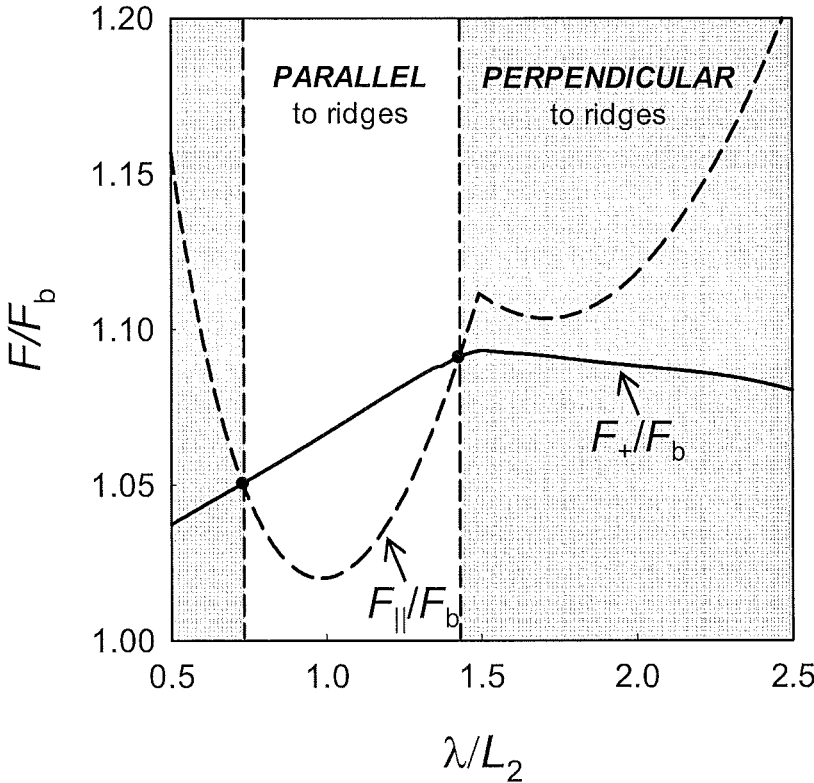 1.20
1.15
1.10
1.05
1.00
F/F_b
PARALLEL
to ridges
PERPENDICULAR
to ridges
F_+/F_b
F_||/F_b
0.5
1.0
1.5
2.0
2.5
λ/L_2